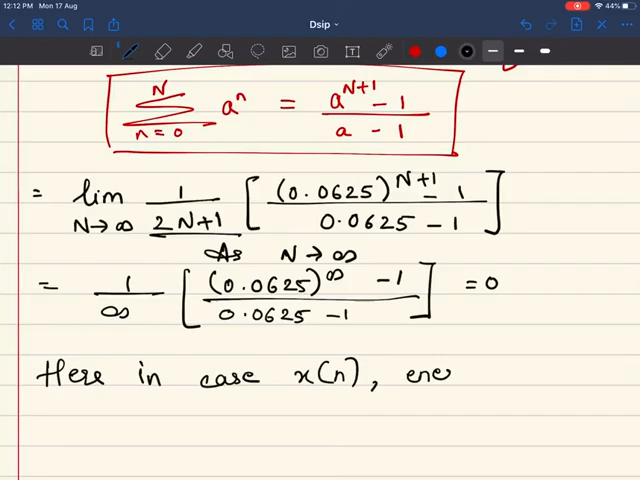 12:12 PM Mon 17 Aug
44%
Dsip
N
∑ aⁿ = (a^(N+1) - 1) / (a - 1)
n=0
= lim N→∞ 1/(2N+1) [ ((0.0625)^(N+1) - 1) / (0.0625 - 1) ]
As N→∞
= 1/∞ [ ((0.0625)^∞ - 1) / (0.0625 - 1) ] = 0
Here in case x(n), ene